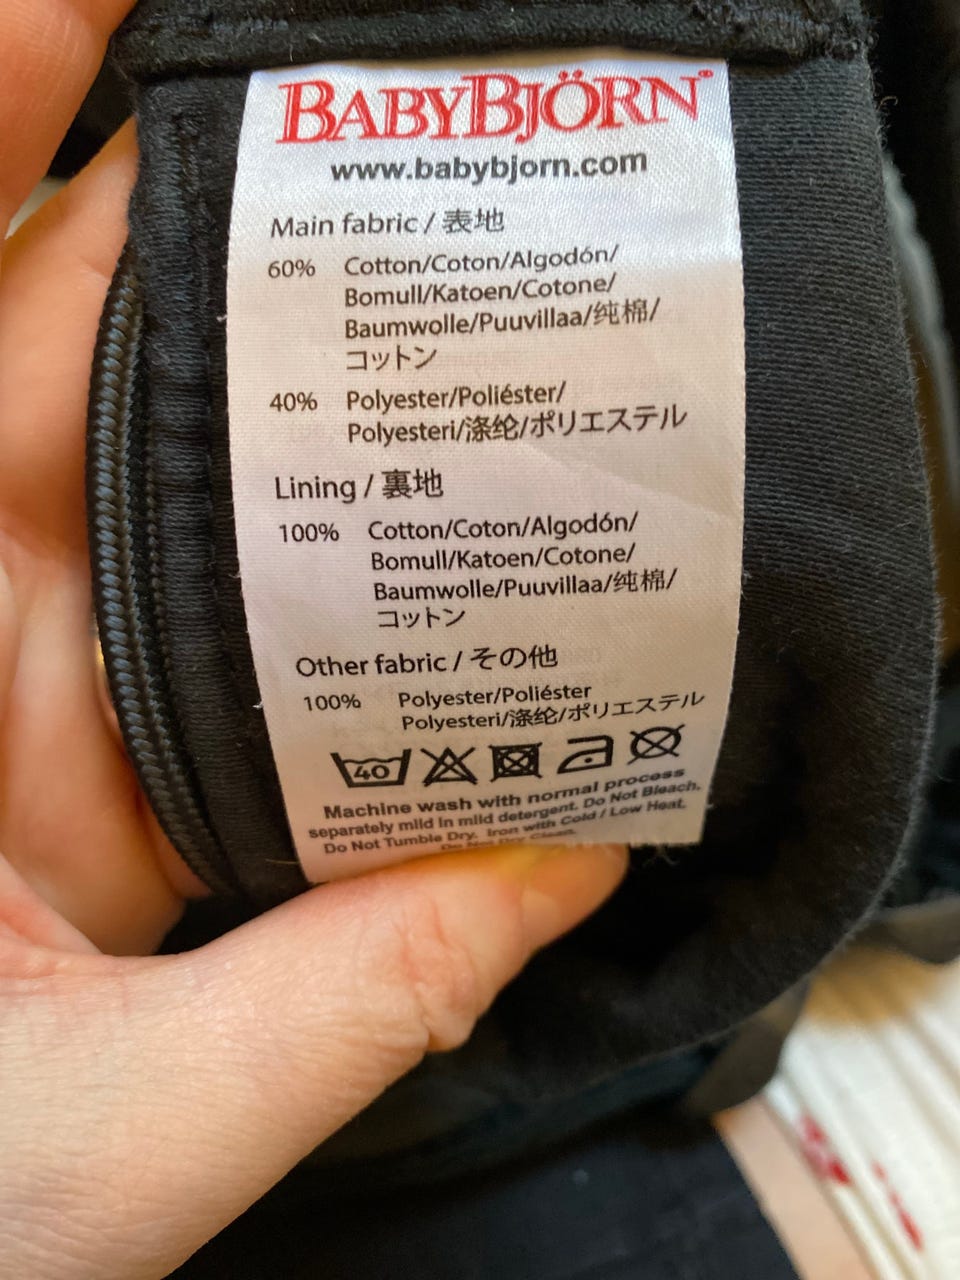 BABYBJÖRN®
www.babybjorn.com
Main fabric / 表地
60% Cotton/Coton/Algodón/
Bomull/Katoen/Cotone/
Baumwolle/Puuvillaa/纯棉/
コットン
40% Polyester/Poliéster/
Polyesteri/涤纶/ポリエステル
Lining / 裏地
100% Cotton/Coton/Algodón/
Bomull/Katoen/Cotone/
Baumwolle/Puuvillaa/纯棉/
コットン
Other fabric / その他
100% Polyester/Poliéster
Polyesteri/涤纶/ポリエステル
40
Machine wash with normal process
separately mild in mild detergent. Do Not Bleach.
Do Not Tumble Dry. Iron with Cold / Low Heat.
Do Not Dry Clean.